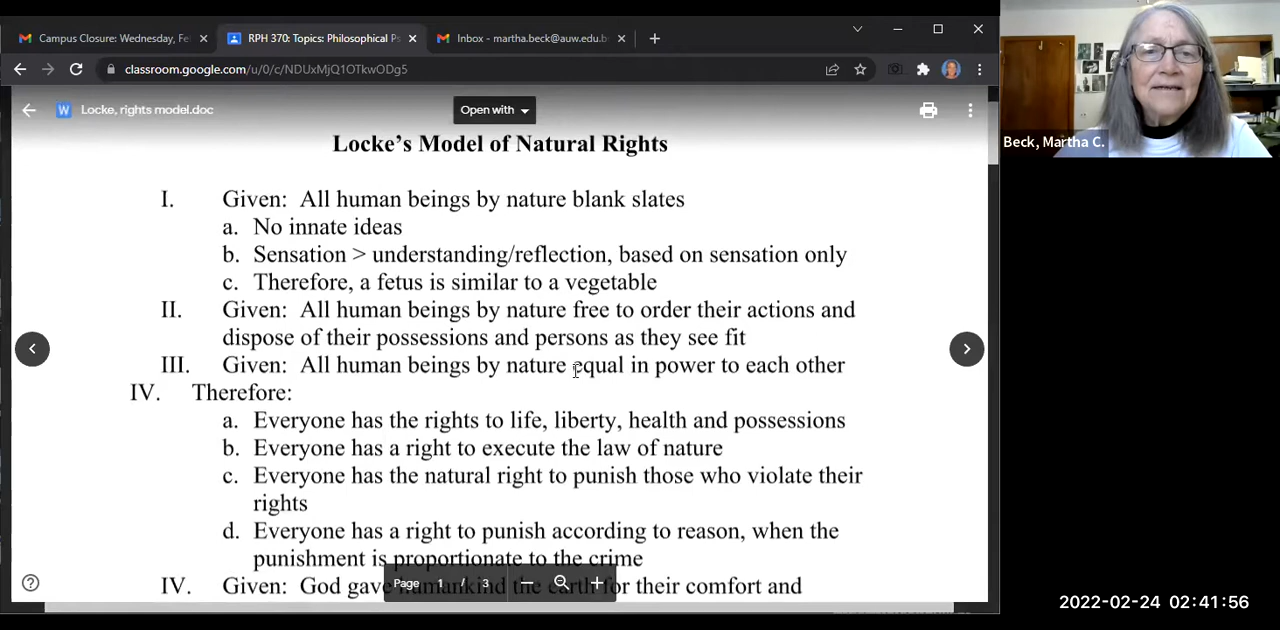 Campus Closure: Wednesday, Fe
RPH 370: Topics: Philosophical Ps
Inbox - martha.beck@auw.edu.b
classroom.google.com/u/0/c/NDUxMjQ1OTkwODg5
W Locke, rights model.doc
Open with
Beck, Martha C.
Locke's Model of Natural Rights
I. Given: All human beings by nature blank slates
a. No innate ideas
b. Sensation > understanding/reflection, based on sensation only
c. Therefore, a fetus is similar to a vegetable
II. Given: All human beings by nature free to order their actions and
dispose of their possessions and persons as they see fit
III. Given: All human beings by nature equal in power to each other
IV. Therefore:
a. Everyone has the rights to life, liberty, health and possessions
b. Everyone has a right to execute the law of nature
c. Everyone has the natural right to punish those who violate their
rights
d. Everyone has a right to punish according to reason, when the
punishment is proportionate to the crime
IV. Given: God gave humankind the earth for their comfort and
Page 1 / 3
2022-02-24 02:41:56